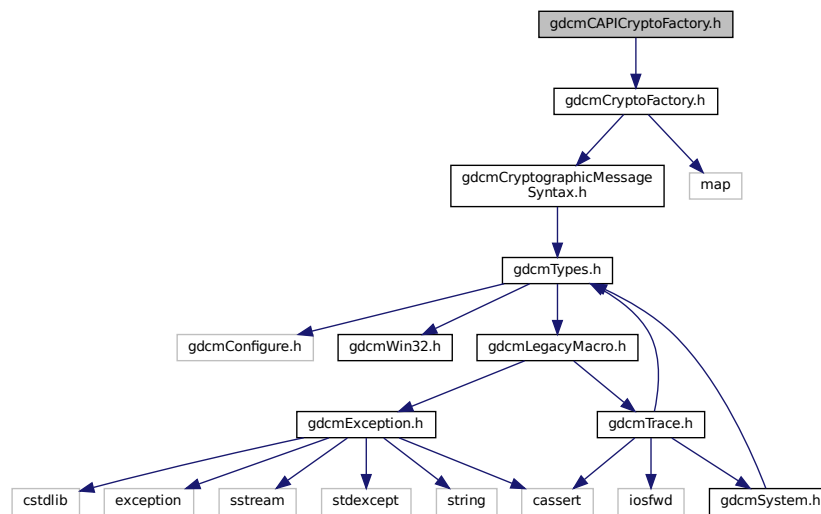 gdcmCAPICryptoFactory.h
gdcmCryptoFactory.h
gdcmCryptographicMessage
Syntax.h
map
gdcmTypes.h
gdcmConfigure.h
gdcmWin32.h
gdcmLegacyMacro.h
gdcmException.h
gdcmTrace.h
cstdlib
exception
sstream
stdexcept
string
cassert
iosfwd
gdcmSystem.h